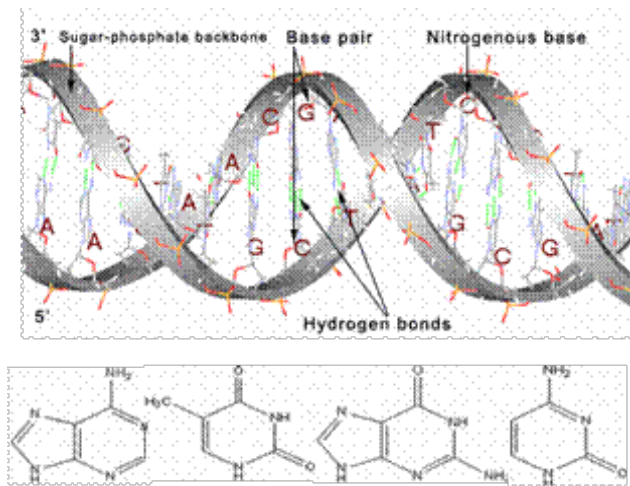 3' Sugar-phosphate backbone Base pair Nitrogenous base
C G T C
A A A A T G C T G C G
5'
Hydrogen bonds
NH₂ O O NH₂
N N H₃C NH N NH N
N H N N H O N H N NH₂ N H O